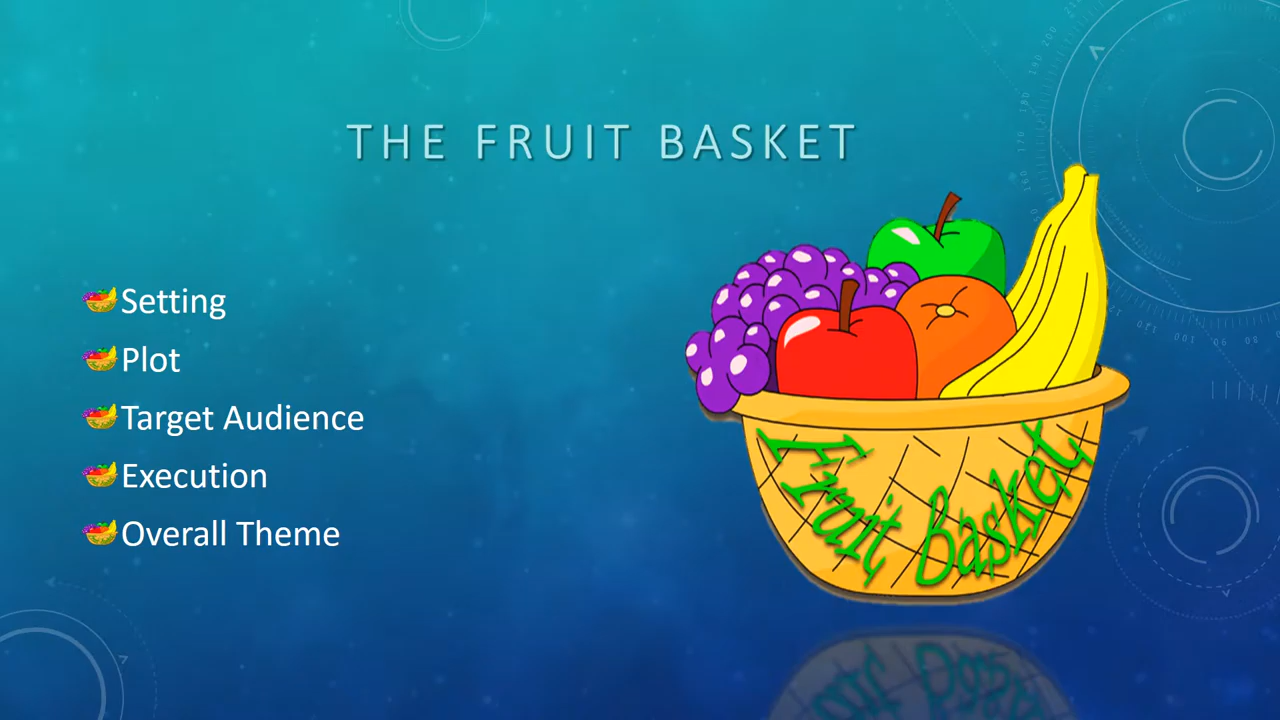 THE FRUIT BASKET
Setting
Plot
Target Audience
Execution
Overall Theme
Fruit Basket